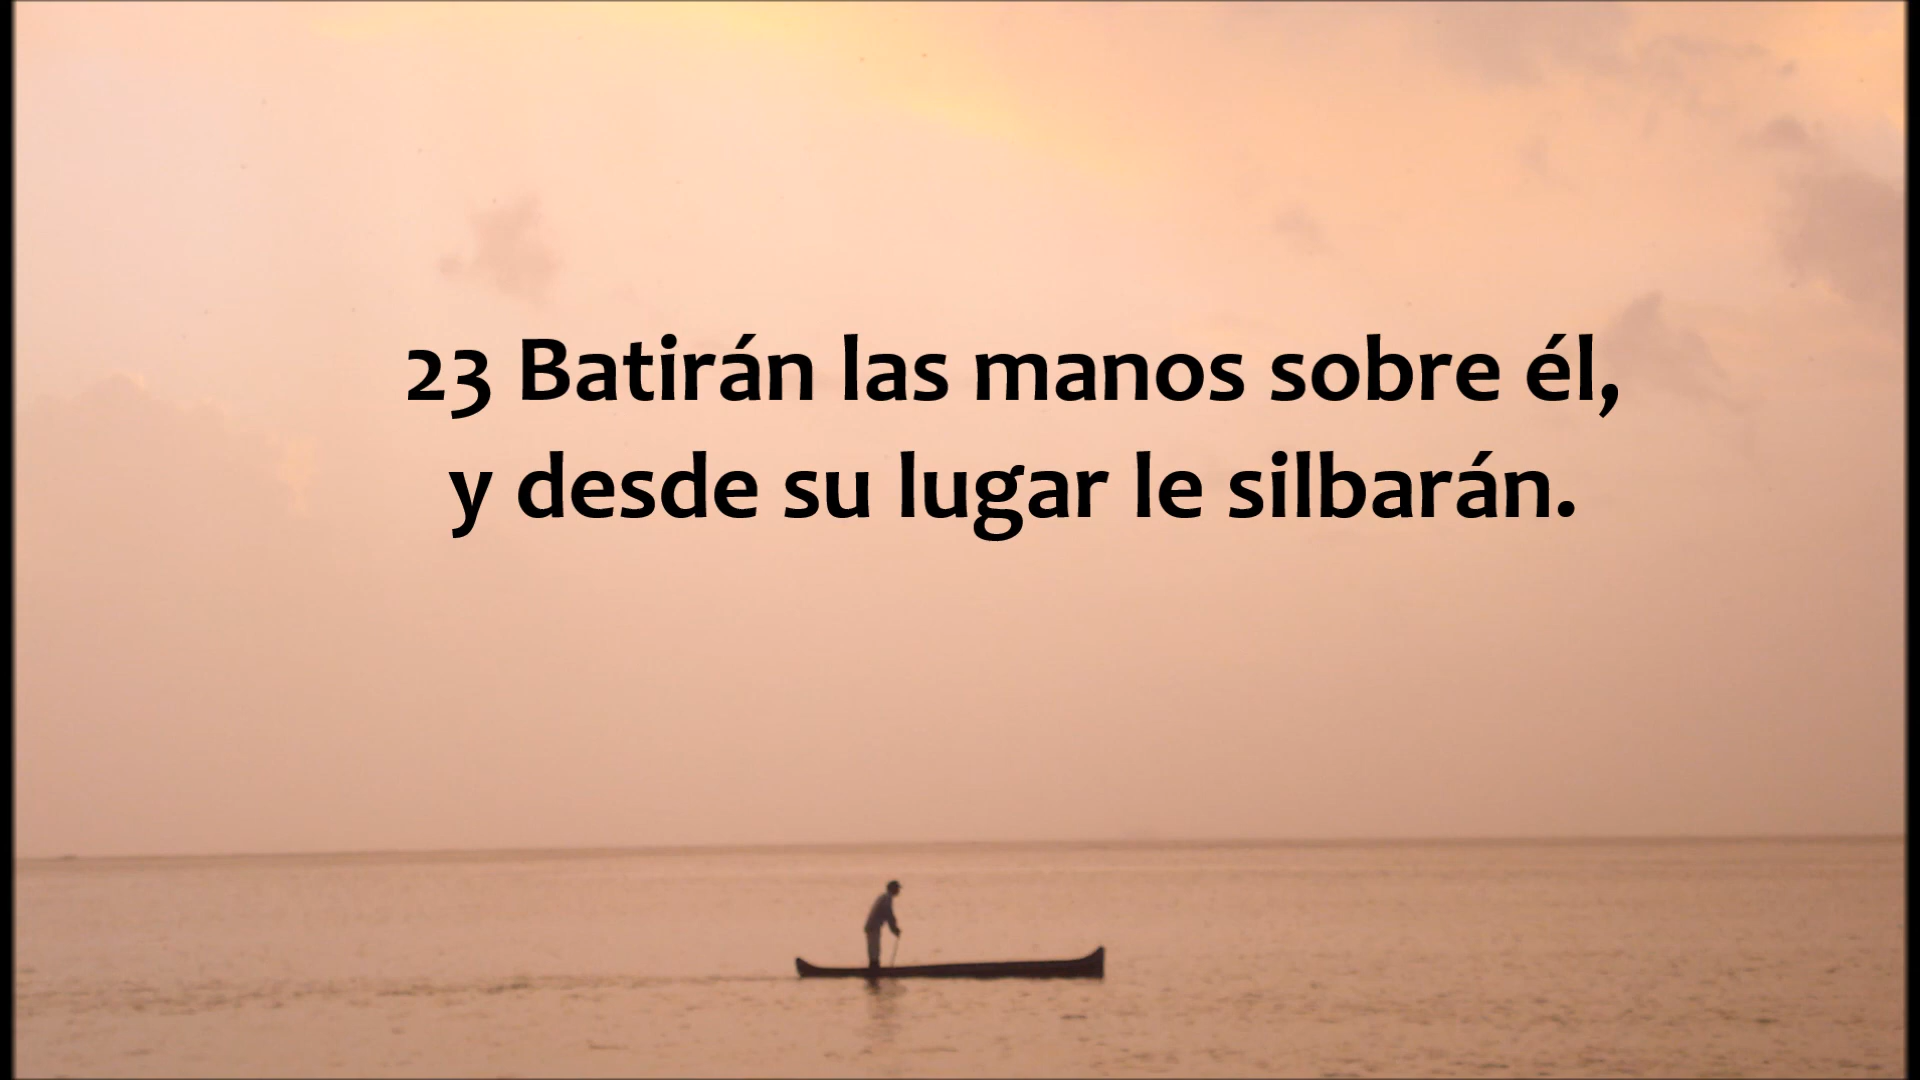 23 Batirán las manos sobre él,
y desde su lugar le silbarán.